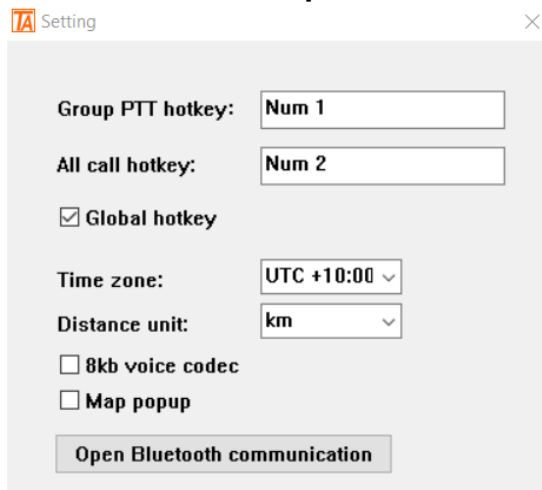 TA Setting
Group PTT hotkey: Num 1
All call hotkey: Num 2
Global hotkey
Time zone: UTC +10:00
Distance unit: km
8kb voice codec
Map popup
Open Bluetooth communication